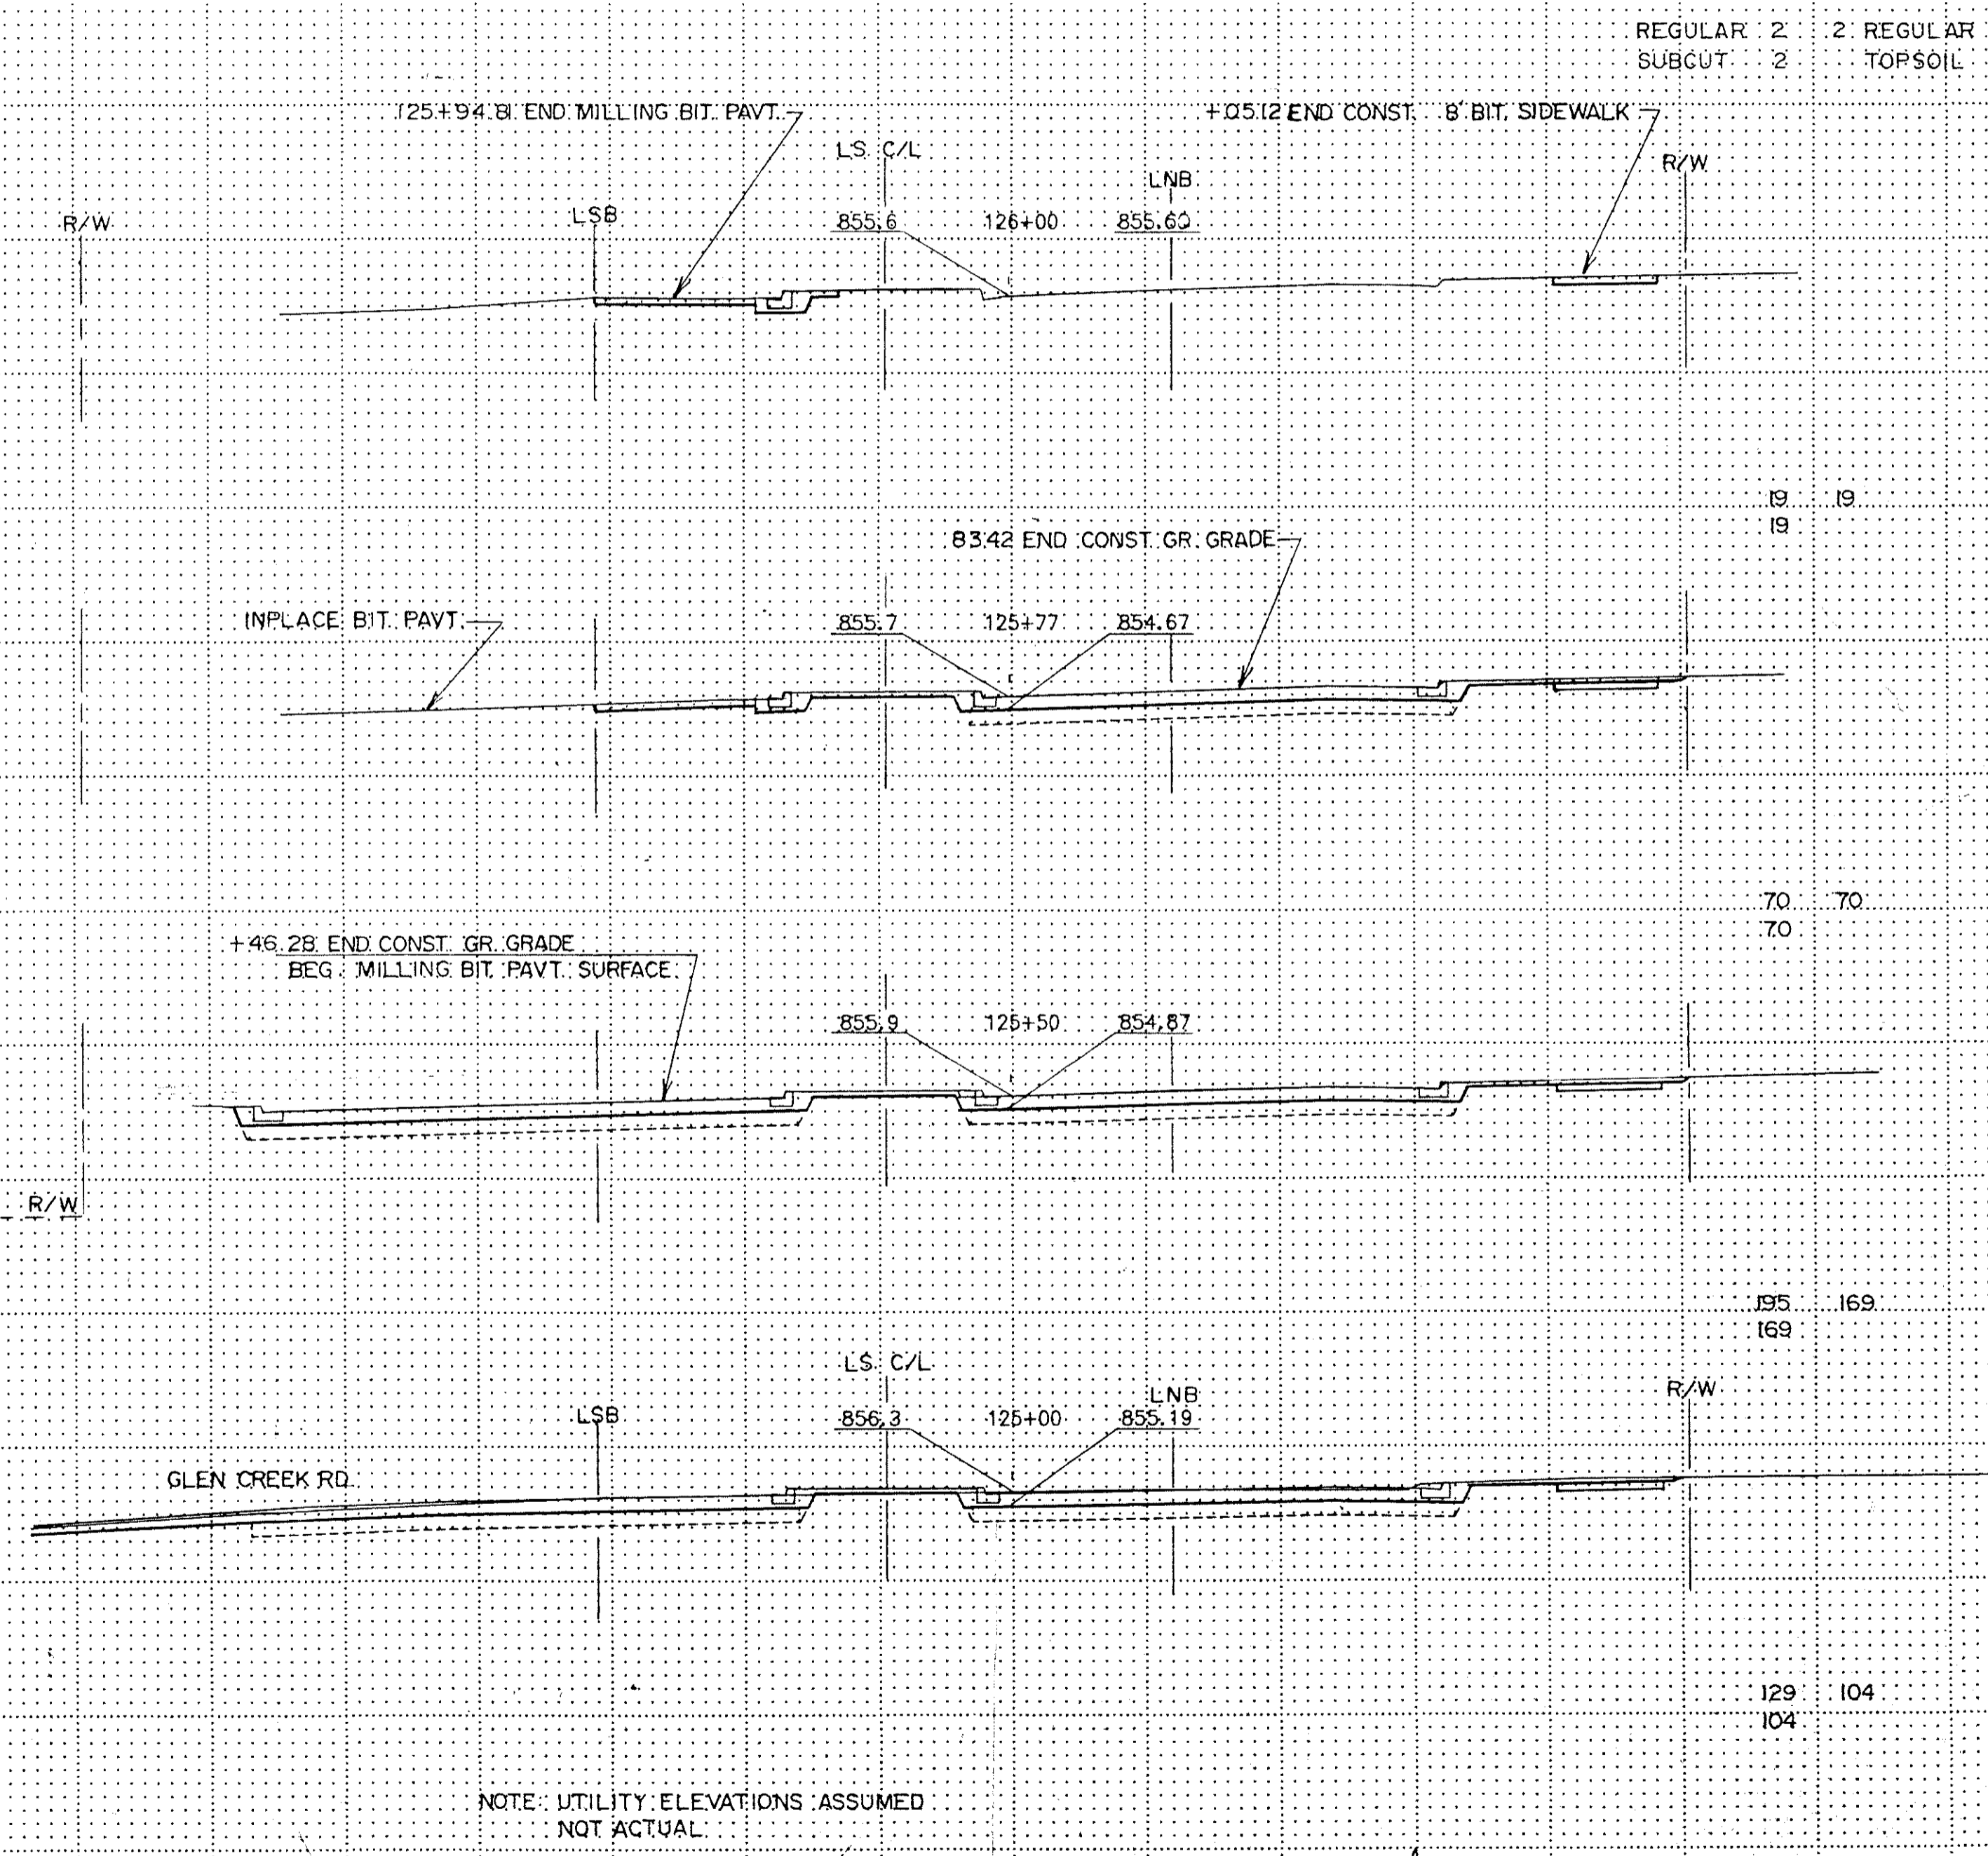 REGULAR 2 2 REGULAR
SUBCUT 2 TOPSOIL
125+94.81 END MILLING BIT. PAVT.
+05.12 END CONST. 8' BIT. SIDEWALK
LS C/L
R/W
LNB
LSB
R/W
855.6 126+00 855.60
19 19
19
83.42 END CONST. GR. GRADE
INPLACE BIT. PAVT.
855.7 125+77 854.67
70 70
70
+46.28 END CONST. GR. GRADE
BEG. MILLING BIT. PAVT. SURFACE
855.9 125+50 854.87
R/W
195 169
169
LS C/L
R/W
LNB
LSB
856.3 125+00 855.19
GLEN CREEK RD.
129 104
104
NOTE: UTILITY ELEVATIONS ASSUMED
NOT ACTUAL